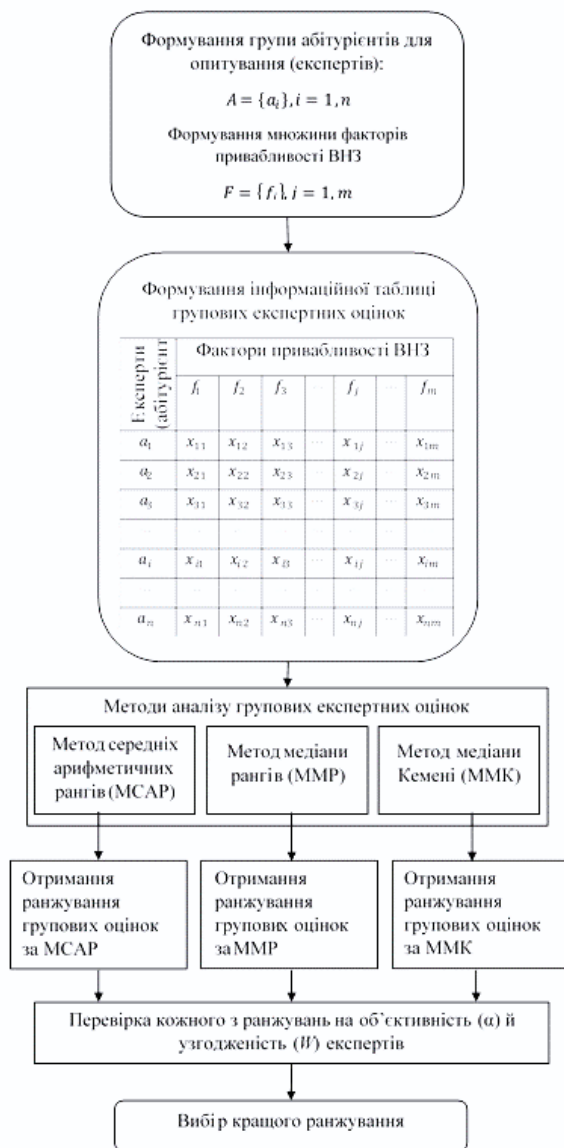 Формування групи абітурієнтів для
опитування (експертів):
A = {a_i}, i = 1, n
Формування множини факторів
привабливості ВНЗ
F = {f_i}, j = 1, m
Формування інформаційної таблиці
групових експертних оцінок
Експерти
(абітурієнт
Фактори привабливості ВНЗ
f_1 f_2 f_3 ... f_j ... f_m
a_1 x_11 x_12 x_13 ... x_1j ... x_1m
a_2 x_21 x_22 x_23 ... x_2j ... x_2m
a_3 x_31 x_32 x_33 ... x_3j ... x_3m
a_i x_i1 x_i2 x_i3 ... x_ij ... x_im
a_n x_n1 x_n2 x_n3 ... x_nj ... x_nm
Методи аналізу групових експертних оцінок
Метод середніх
арифметичних
рангів (МСАР)
Метод медіани
рангів (ММР)
Метод медіани
Кемені (ММК)
Отримання
ранжування
групових оцінок
за МСАР
Отримання
ранжування
групових оцінок
за ММР
Отримання
ранжування
групових оцінок
за ММК
Перевірка кожного з ранжувань на об'єктивність (α) й
узгодженість (W) експертів
Вибір кращого ранжування